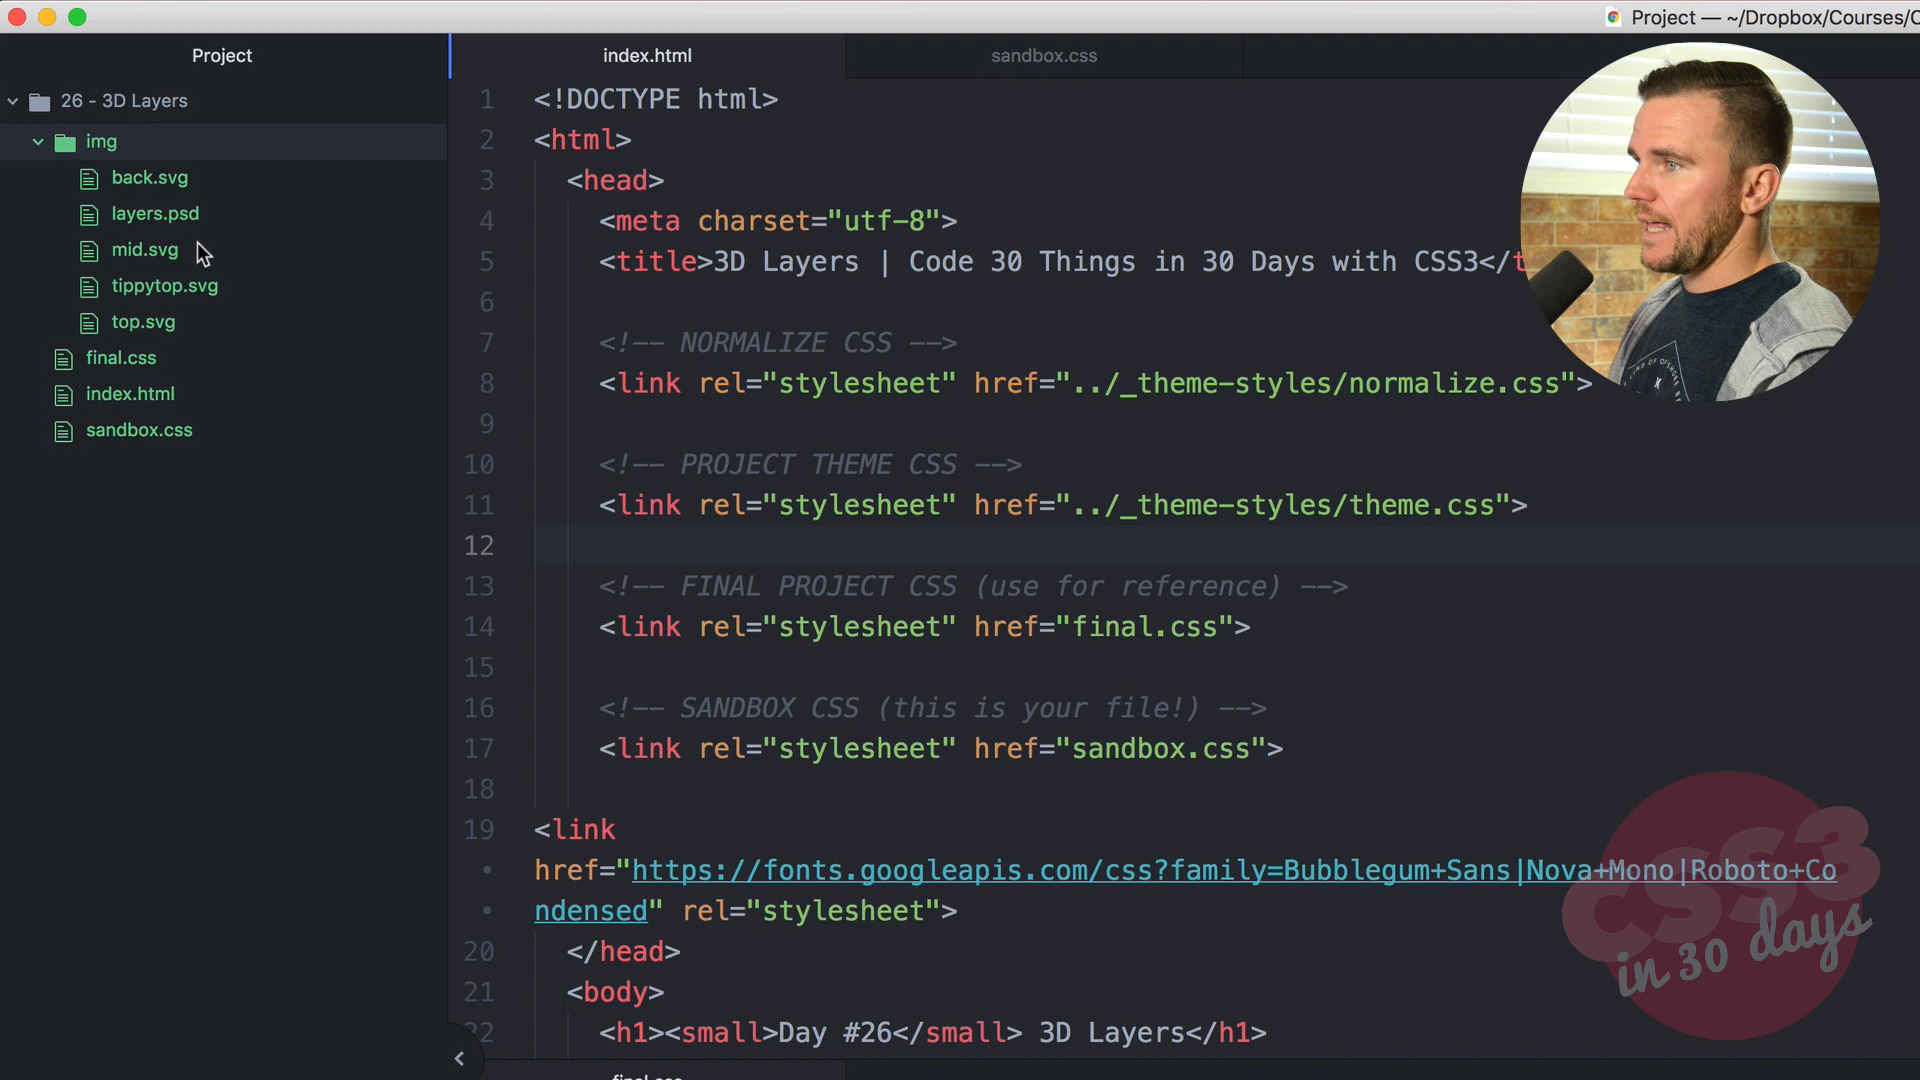 Project — ~/Dropbox/Courses/C
Project
index.html
sandbox.css
26 - 3D Layers
img
back.svg
layers.psd
mid.svg
tippytop.svg
top.svg
final.css
index.html
sandbox.css
1 <!DOCTYPE html>
2 <html>
3 <head>
4 <meta charset="utf-8">
5 <title>3D Layers | Code 30 Things in 30 Days with CSS3</t
6
7 <!-- NORMALIZE CSS -->
8 <link rel="stylesheet" href="../_theme-styles/normalize.css">
9
10 <!-- PROJECT THEME CSS -->
11 <link rel="stylesheet" href="../_theme-styles/theme.css">
12
13 <!-- FINAL PROJECT CSS (use for reference) -->
14 <link rel="stylesheet" href="final.css">
15
16 <!-- SANDBOX CSS (this is your file!) -->
17 <link rel="stylesheet" href="sandbox.css">
18
19 <link
• href="https://fonts.googleapis.com/css?family=Bubblegum+Sans|Nova+Mono|Roboto+Co
• ndensed" rel="stylesheet">
20 </head>
21 <body>
22 <h1><small>Day #26</small> 3D Layers</h1>
final.css
CSS3
in 30 days